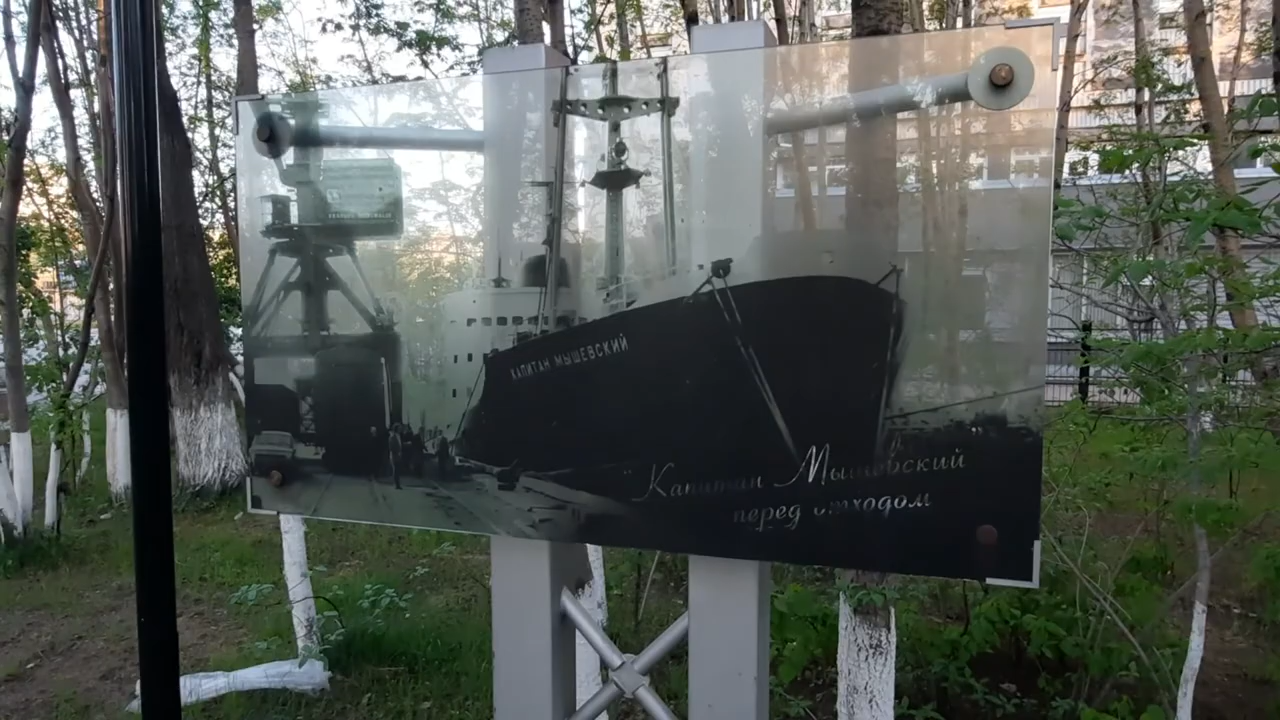 КАПИТАН МЫШЕВСКИЙ
"Капитан Мышевский"
перед отходом